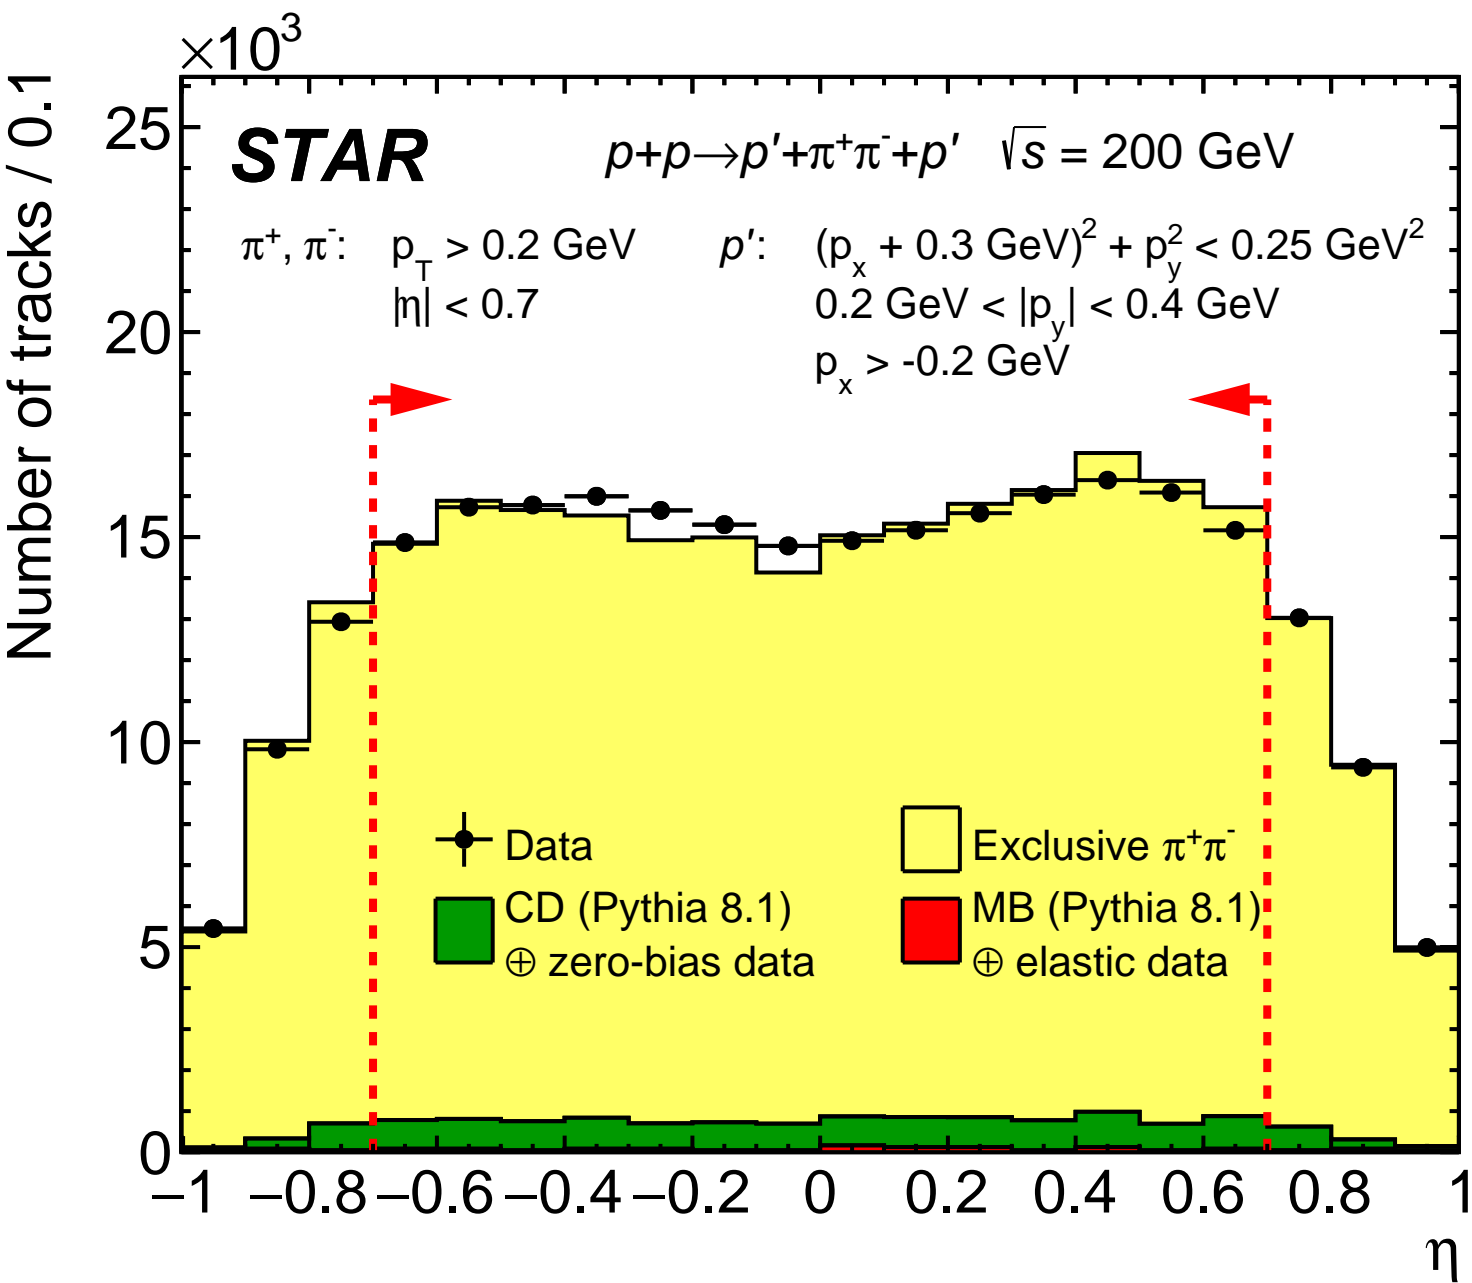 ×10³
Number of tracks / 0.1
25
20
15
10
5
0
STAR
p+p→p′+π⁺π⁻+p′ √s = 200 GeV
π⁺, π⁻: p_T > 0.2 GeV
|η| < 0.7
p′: (p_x + 0.3 GeV)² + p_y² < 0.25 GeV²
0.2 GeV < |p_y| < 0.4 GeV
p_x > -0.2 GeV
Data
Exclusive π⁺π⁻
CD (Pythia 8.1)
⊕ zero-bias data
MB (Pythia 8.1)
⊕ elastic data
−1 −0.8 −0.6 −0.4 −0.2 0 0.2 0.4 0.6 0.8 1
η